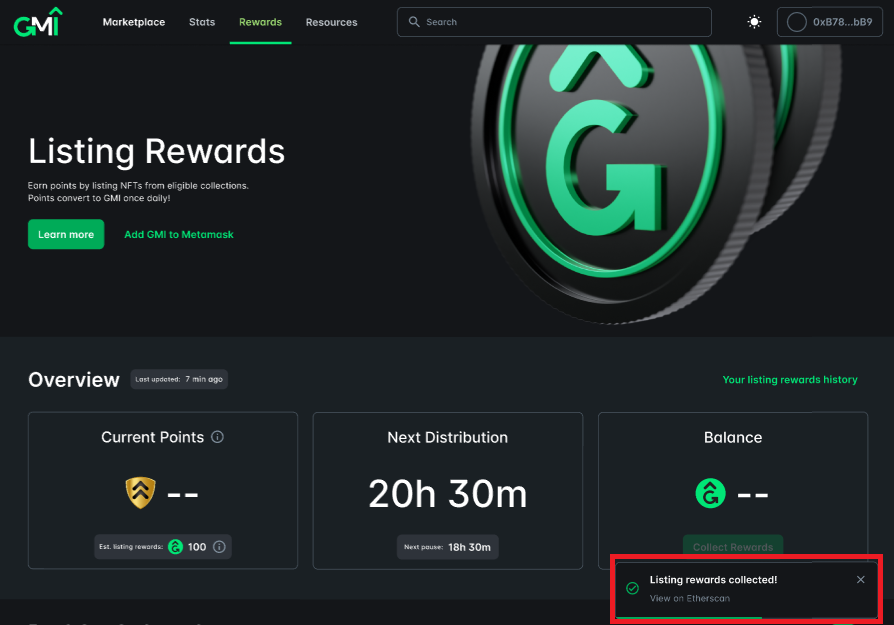 GMI
Marketplace
Stats
Rewards
Resources
Search
0xB78...bB9
Listing Rewards
Earn points by listing NFTs from eligible collections.
Points convert to GMI once daily!
Learn more
Add GMI to Metamask
Overview
Last updated: 7 min ago
Your listing rewards history
Current Points
--
Est. listing rewards: 100
Next Distribution
20h 30m
Next pause: 18h 30m
Balance
--
Collect Rewards
Listing rewards collected!
View on Etherscan